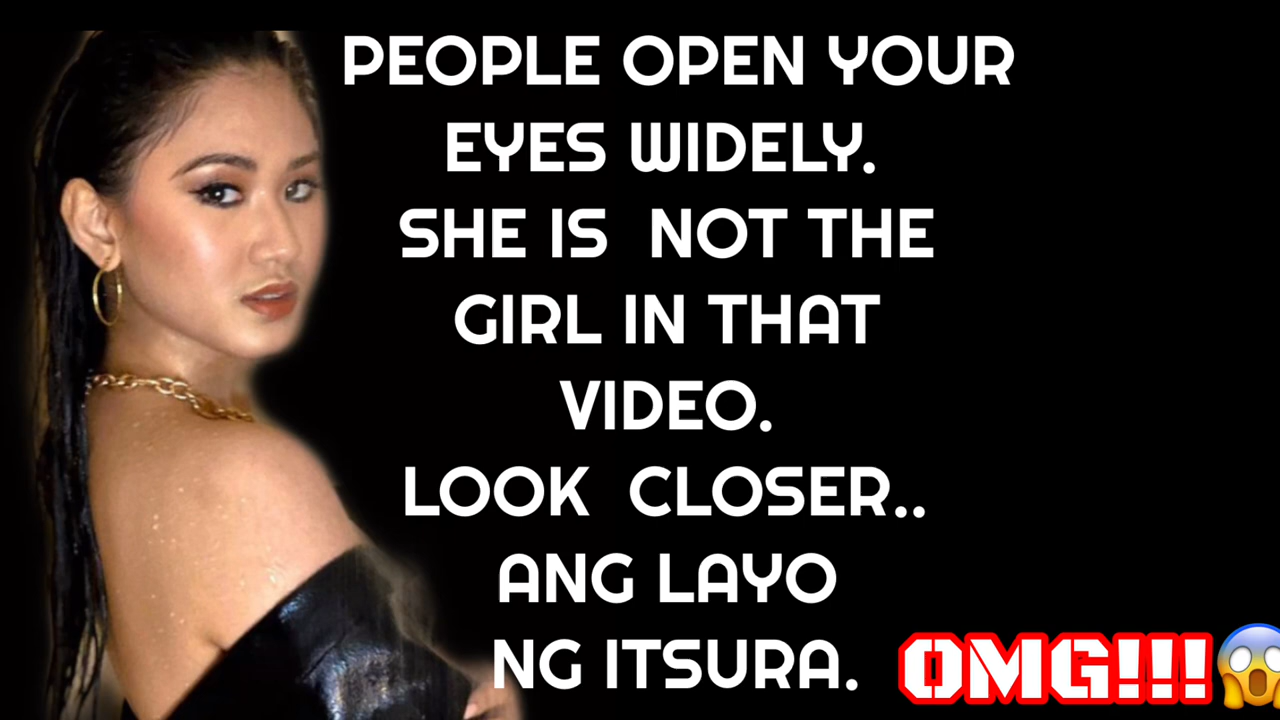 PEOPLE OPEN YOUR
EYES WIDELY.
SHE IS NOT THE
GIRL IN THAT
VIDEO.
LOOK CLOSER..
ANG LAYO
NG ITSURA.
OMG!!!😱